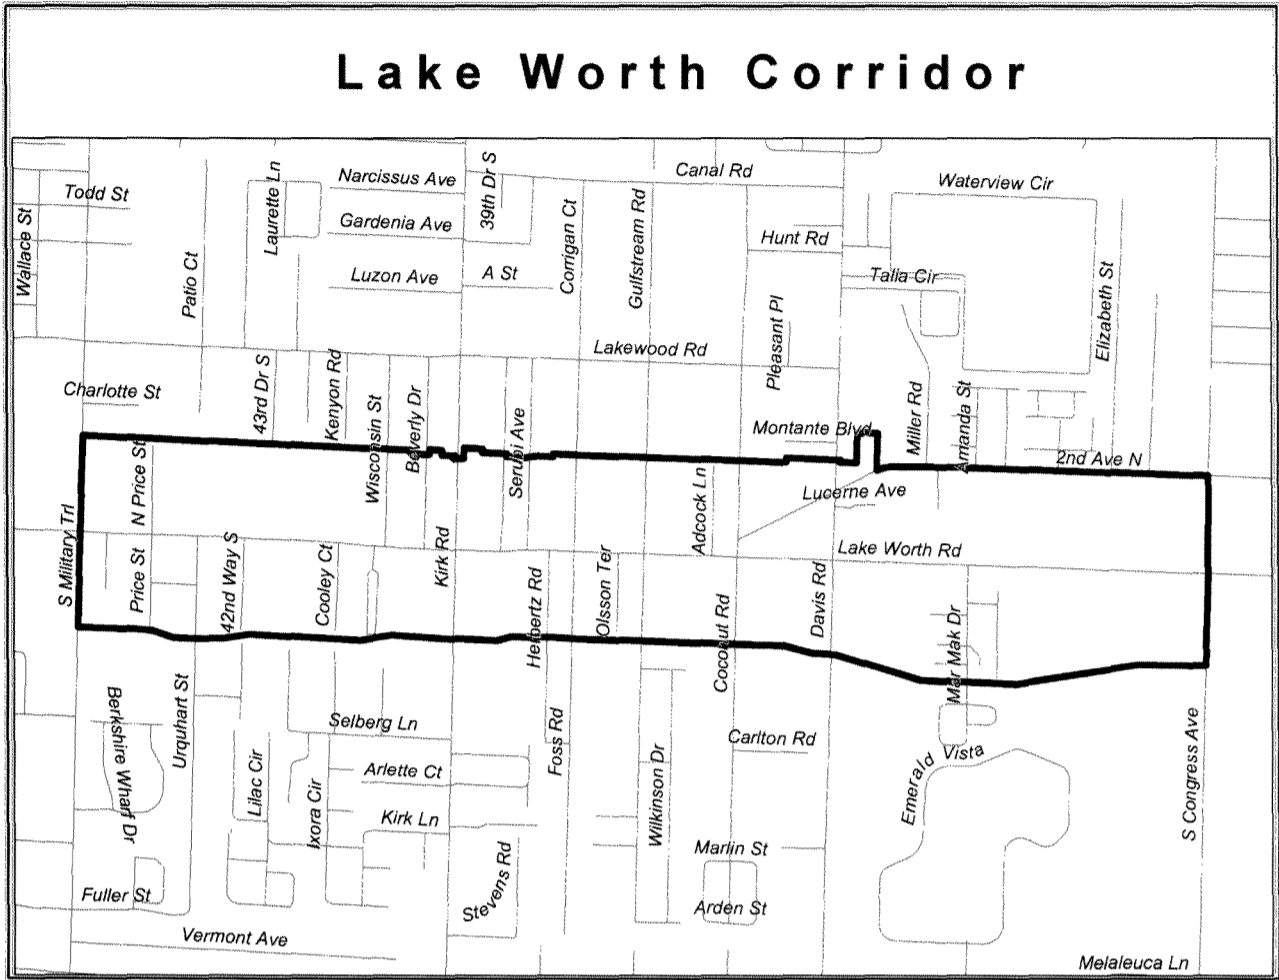 Lake Worth Corridor
Canal Rd
Narcissus Ave
Waterview Cir
Todd St
39th Dr S
Laurette Ln
Gardenia Ave
Corrigan Ct
Gulfstream Rd
Hunt Rd
Wallace St
Patio Ct
Luzon Ave
A St
Talia Cir
Elizabeth St
Pleasant Pl
Lakewood Rd
Charlotte St
43rd Dr S
Kenyon Rd
Wisconsin St
Beverly Dr
Serubi Ave
Montante Blvd
Miller Rd
Amanda St
2nd Ave N
N Price St
Adcock Ln
Lucerne Ave
S Military Trl
Kirk Rd
Lake Worth Rd
Price St
42nd Way S
Cooley Ct
Herbertz Rd
Olsson Ter
Coconut Rd
Davis Rd
Mar Mak Dr
Berkshire Wharf Dr
Urquhart St
Selberg Ln
Foss Rd
Carlton Rd
Emerald Vista
S Congress Ave
Lilac Cir
Ixora Cir
Arlette Ct
Wilkinson Dr
Kirk Ln
Marlin St
Stevens Rd
Fuller St
Arden St
Vermont Ave
Melaleuca Ln